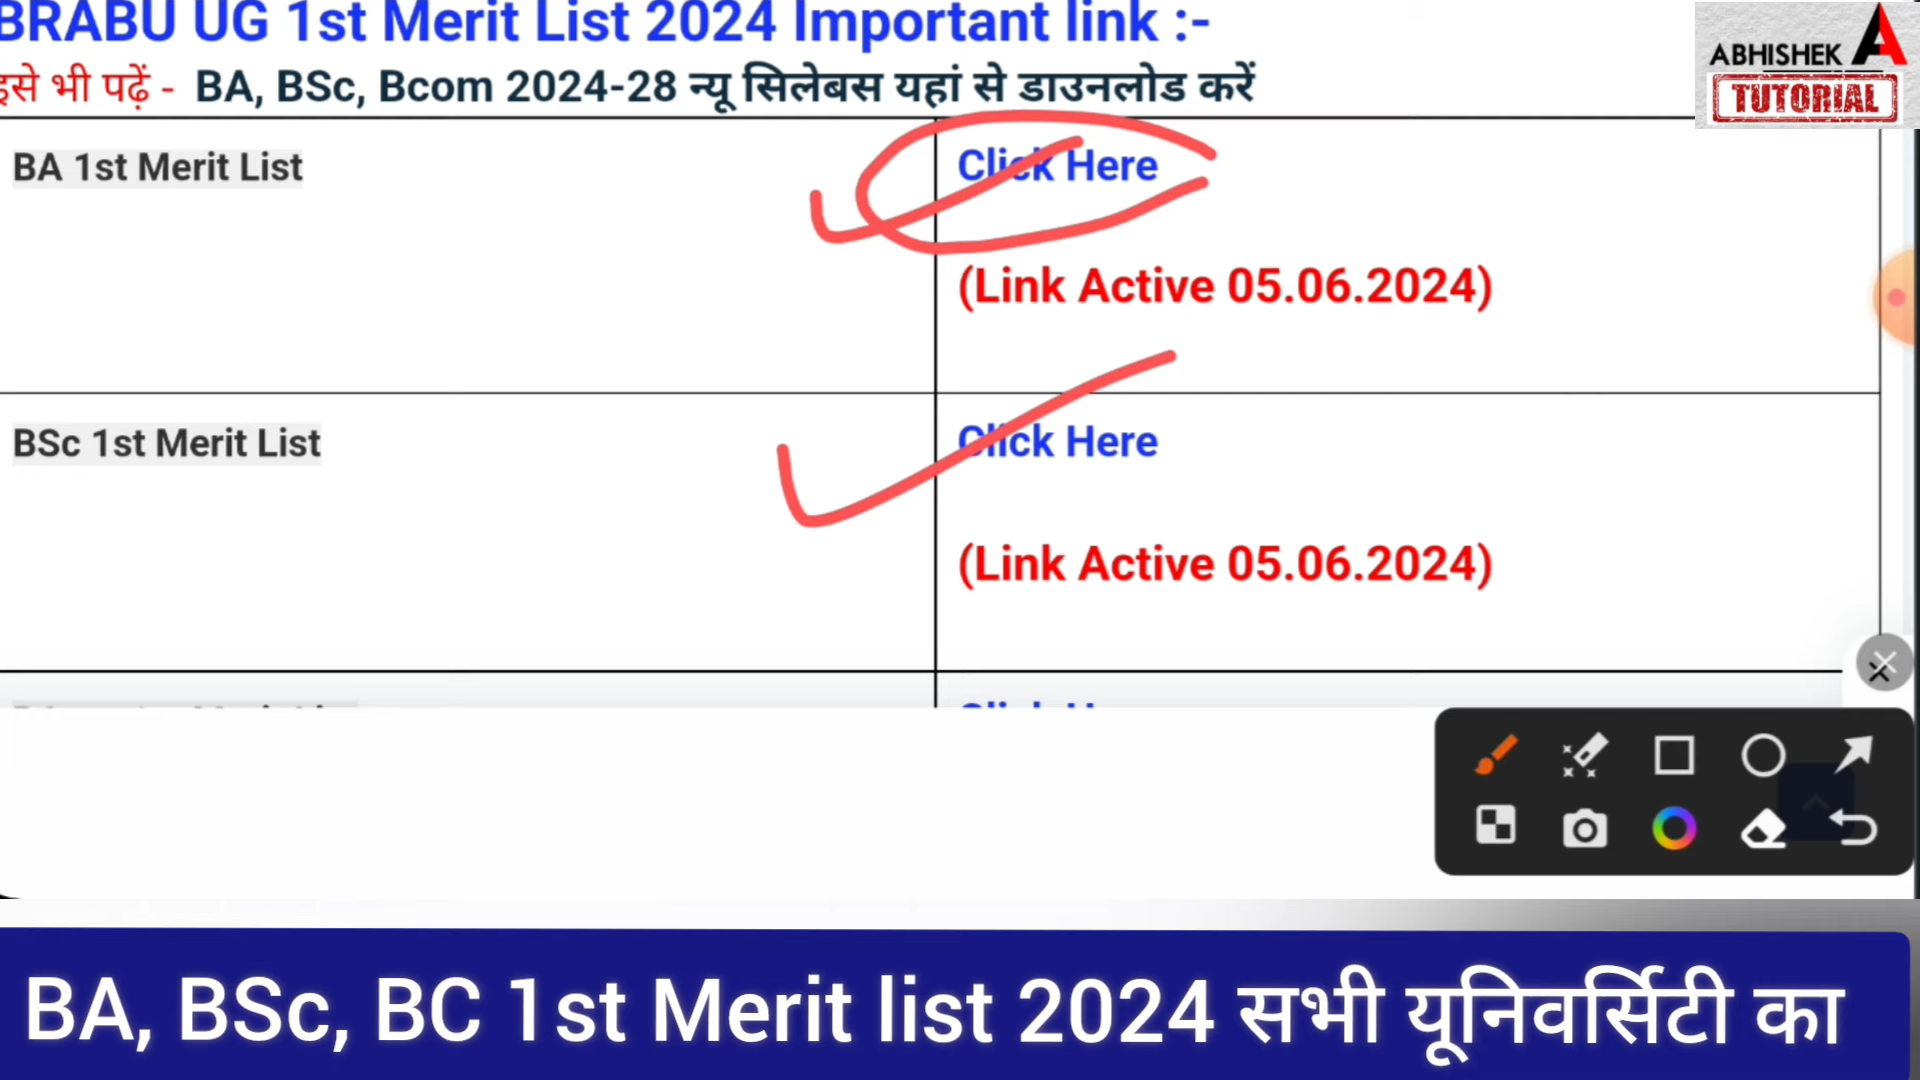 BRABU UG 1st Merit List 2024 Important link :-
ABHISHEK
TUTORIAL
इसे भी पढ़ें - BA, BSc, Bcom 2024-28 न्यू सिलेबस यहां से डाउनलोड करें
BA 1st Merit List
Click Here
(Link Active 05.06.2024)
BSc 1st Merit List
Click Here
(Link Active 05.06.2024)
BA, BSc, BC 1st Merit list 2024 सभी यूनिवर्सिटी का